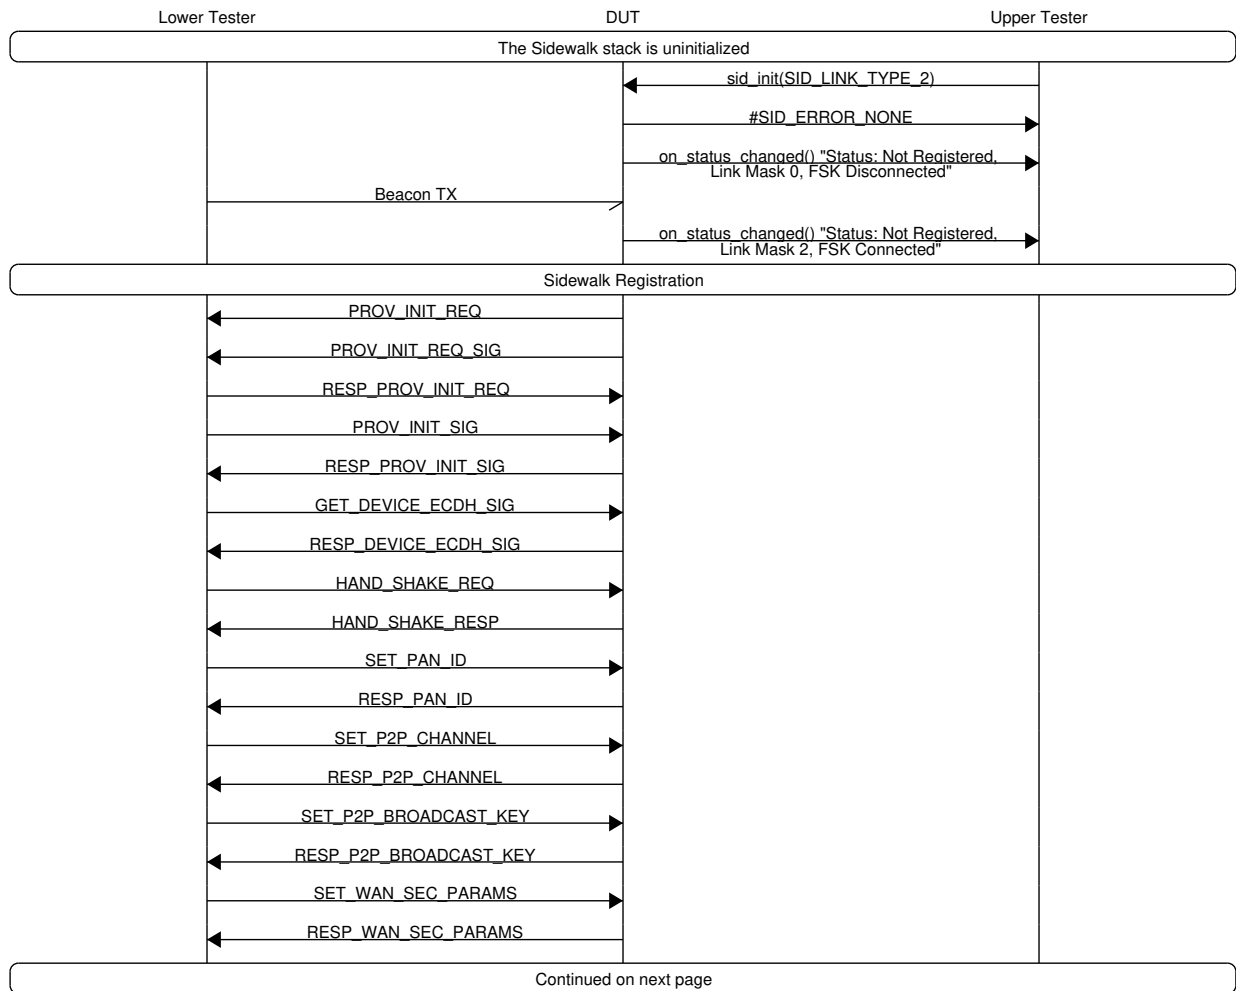 Lower Tester DUT Upper Tester
The Sidewalk stack is uninitialized
sid_init(SID_LINK_TYPE_2)
#SID_ERROR_NONE
on_status_changed() "Status: Not Registered,
Link Mask 0, FSK Disconnected"
Beacon TX
on_status_changed() "Status: Not Registered,
Link Mask 2, FSK Connected"
Sidewalk Registration
PROV_INIT_REQ
PROV_INIT_REQ_SIG
RESP_PROV_INIT_REQ
PROV_INIT_SIG
RESP_PROV_INIT_SIG
GET_DEVICE_ECDH_SIG
RESP_DEVICE_ECDH_SIG
HAND_SHAKE_REQ
HAND_SHAKE_RESP
SET_PAN_ID
RESP_PAN_ID
SET_P2P_CHANNEL
RESP_P2P_CHANNEL
SET_P2P_BROADCAST_KEY
RESP_P2P_BROADCAST_KEY
SET_WAN_SEC_PARAMS
RESP_WAN_SEC_PARAMS
Continued on next page